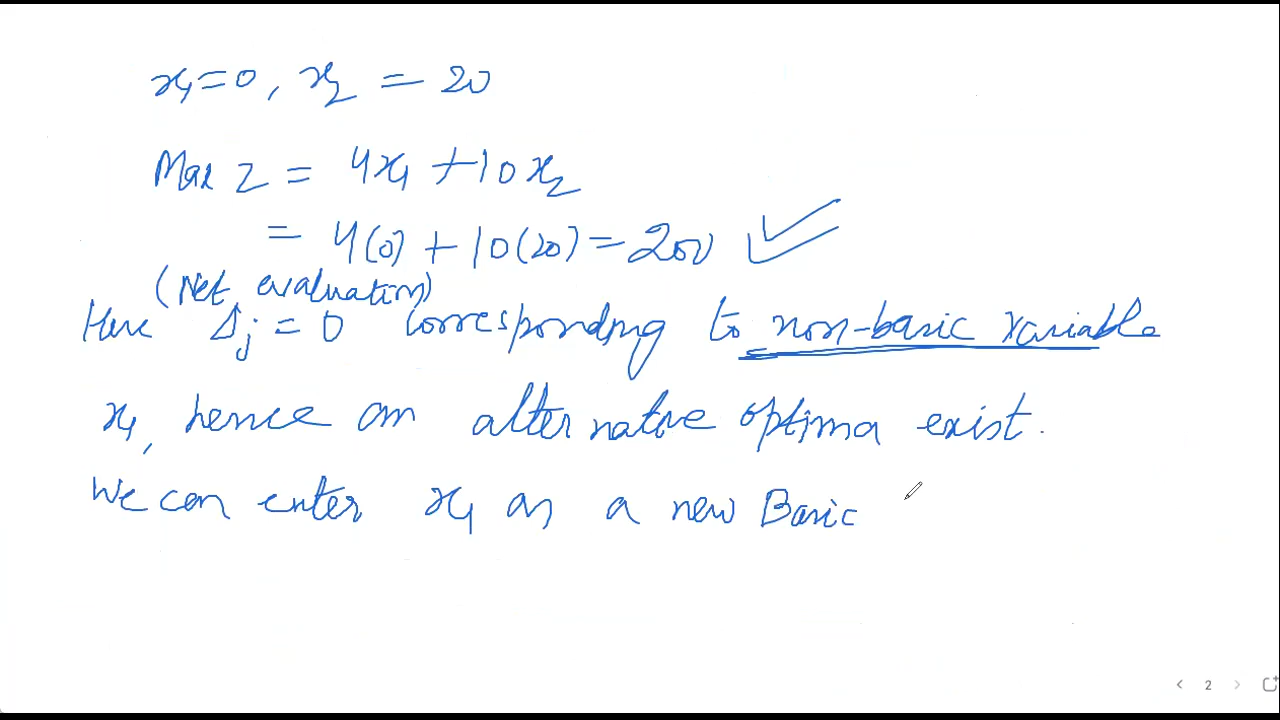 x₁=0, x₂ = 20
Max Z = 4x₁ + 10x₂
= 4(0) + 10(20) = 200
(Net evaluation)
Here Δj = 0 corresponding to non-basic variable
x₁, hence an alternative optima exist.
We can enter x₁ as a new Basic
2